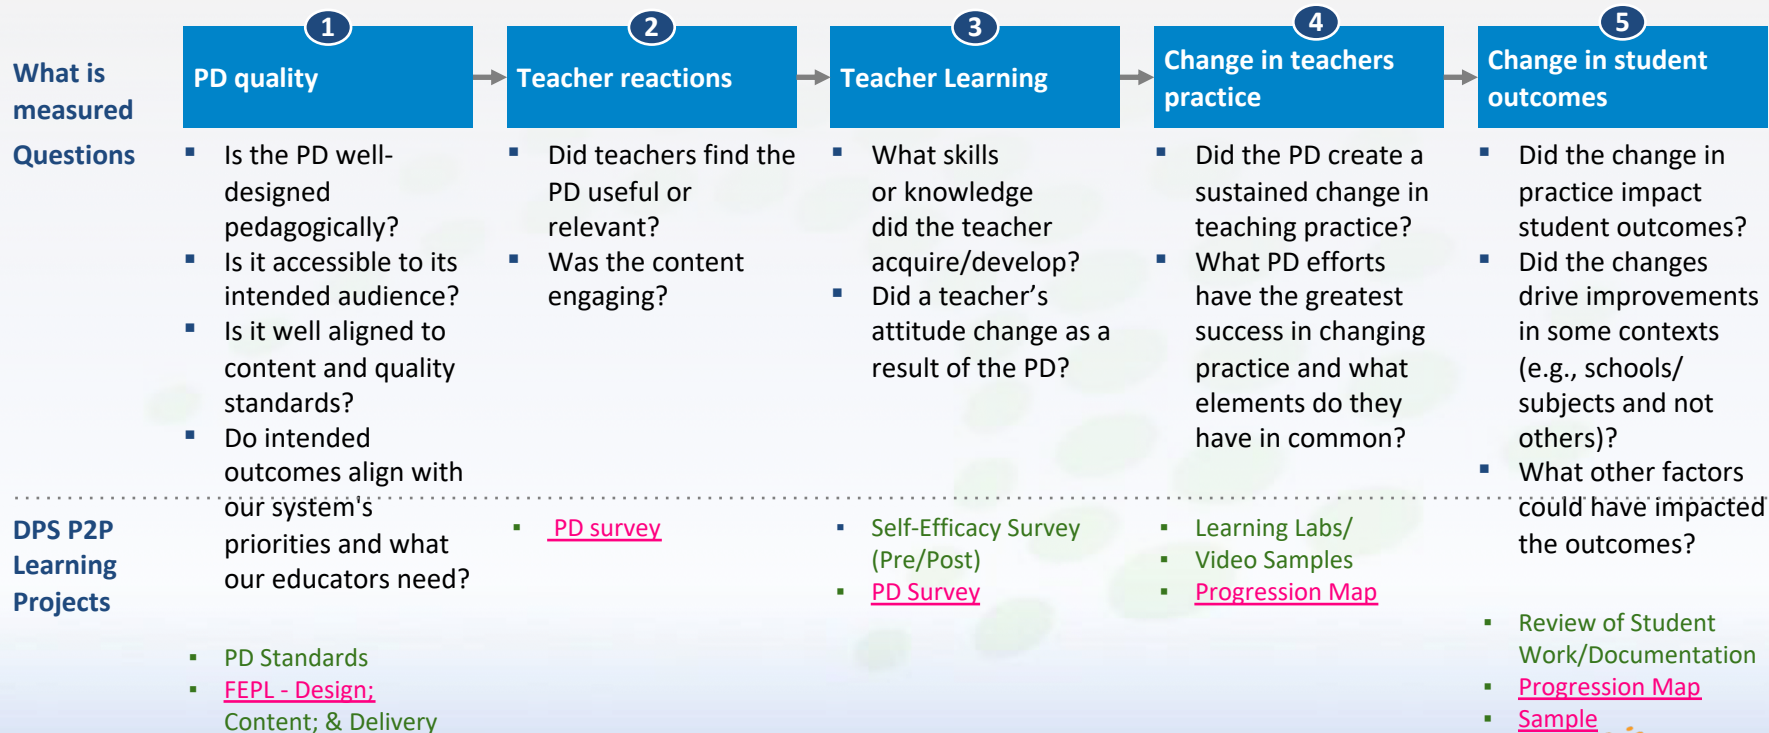 1
2
3
4
5
What is
measured
PD quality
Teacher reactions
Teacher Learning
Change in teachers
practice
Change in student
outcomes
Questions
▪ Is the PD well-
designed
pedagogically?
▪ Is it accessible to its
intended audience?
▪ Is it well aligned to
content and quality
standards?
▪ Do intended
outcomes align with
our system's
priorities and what
our educators need?
▪ Did teachers find the
PD useful or
relevant?
▪ Was the content
engaging?
▪ What skills
or knowledge
did the teacher
acquire/develop?
▪ Did a teacher’s
attitude change as a
result of the PD?
▪ Did the PD create a
sustained change in
teaching practice?
▪ What PD efforts
have the greatest
success in changing
practice and what
elements do they
have in common?
▪ Did the change in
practice impact
student outcomes?
▪ Did the changes
drive improvements
in some contexts
(e.g., schools/
subjects and not
others)?
▪ What other factors
could have impacted
the outcomes?
DPS P2P
Learning
Projects
▪ PD Standards
▪ FEPL - Design;
Content; & Delivery
▪ PD survey
▪ Self-Efficacy Survey
(Pre/Post)
▪ PD Survey
▪ Learning Labs/
▪ Video Samples
▪ Progression Map
▪ Review of Student
Work/Documentation
▪ Progression Map
▪ Sample